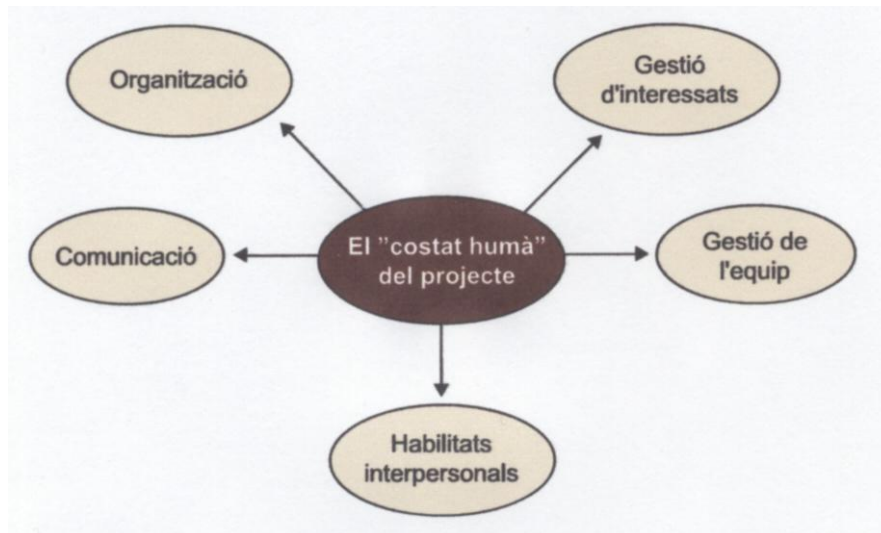 Organització
Gestió
d'interessats
Comunicació
El ”costat humà”
del projecte
Gestió de
l'equip
Habilitats
interpersonals